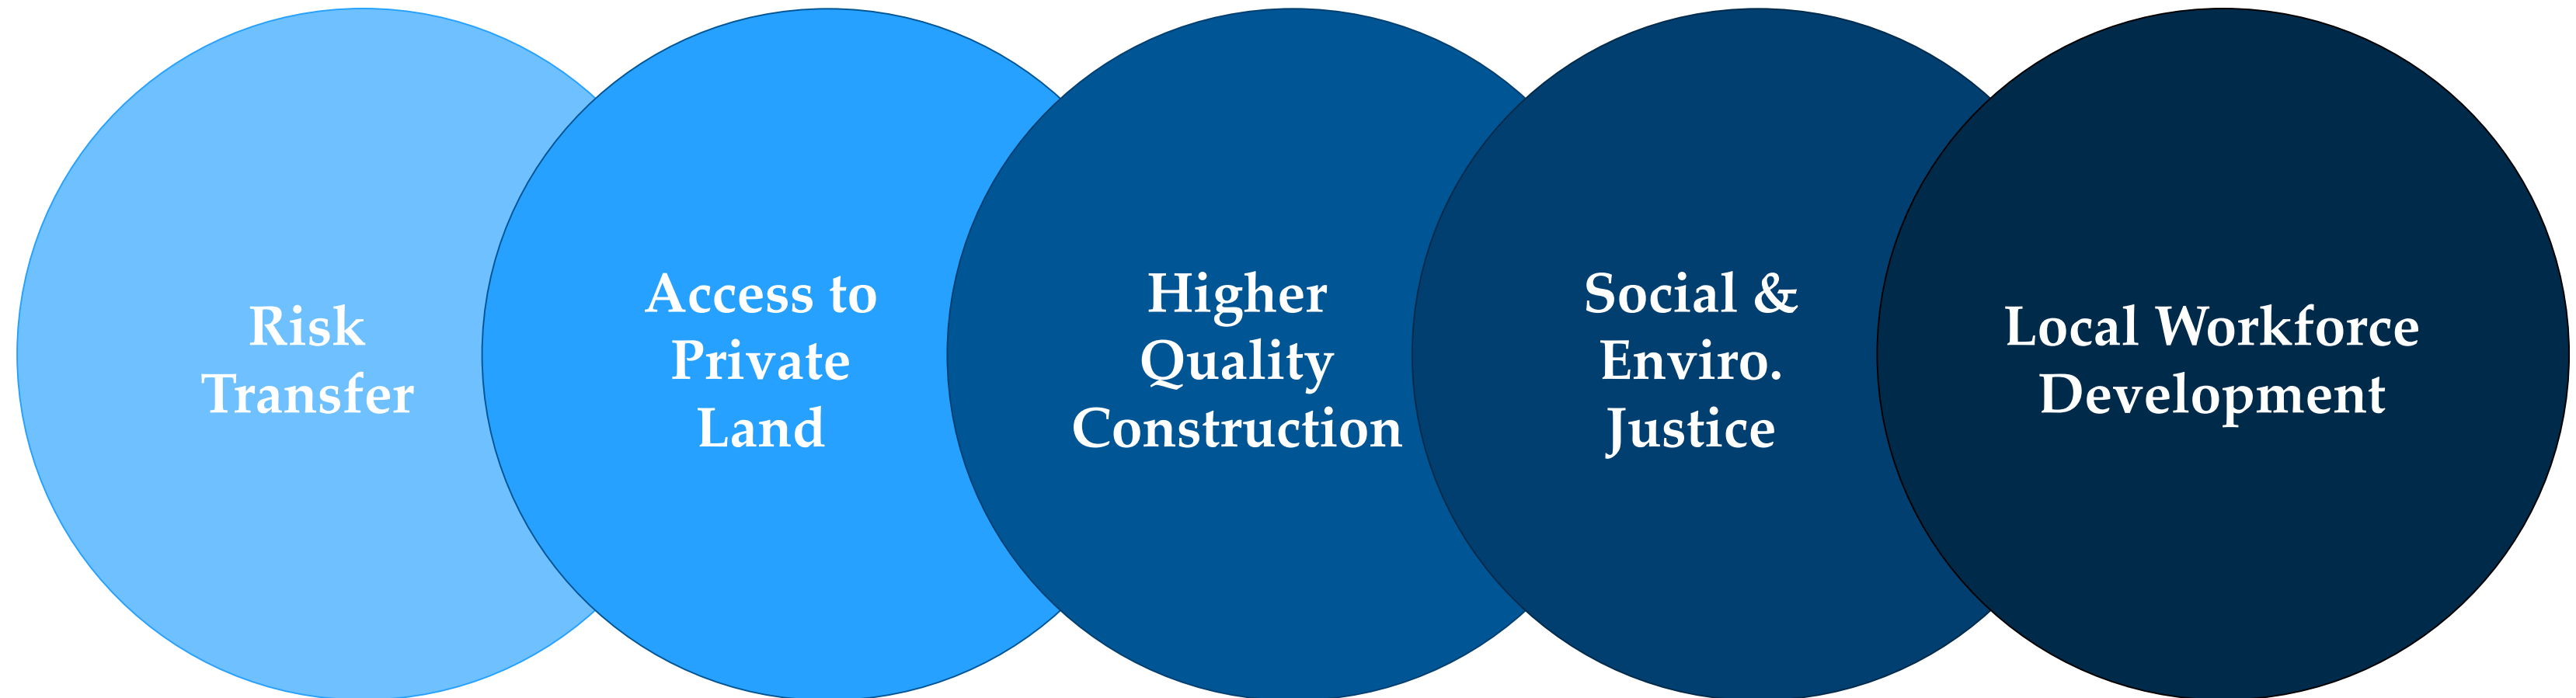 Risk
Transfer
Access to
Private
Land
Higher
Quality
Construction
Social &
Enviro.
Justice
Local Workforce
Development